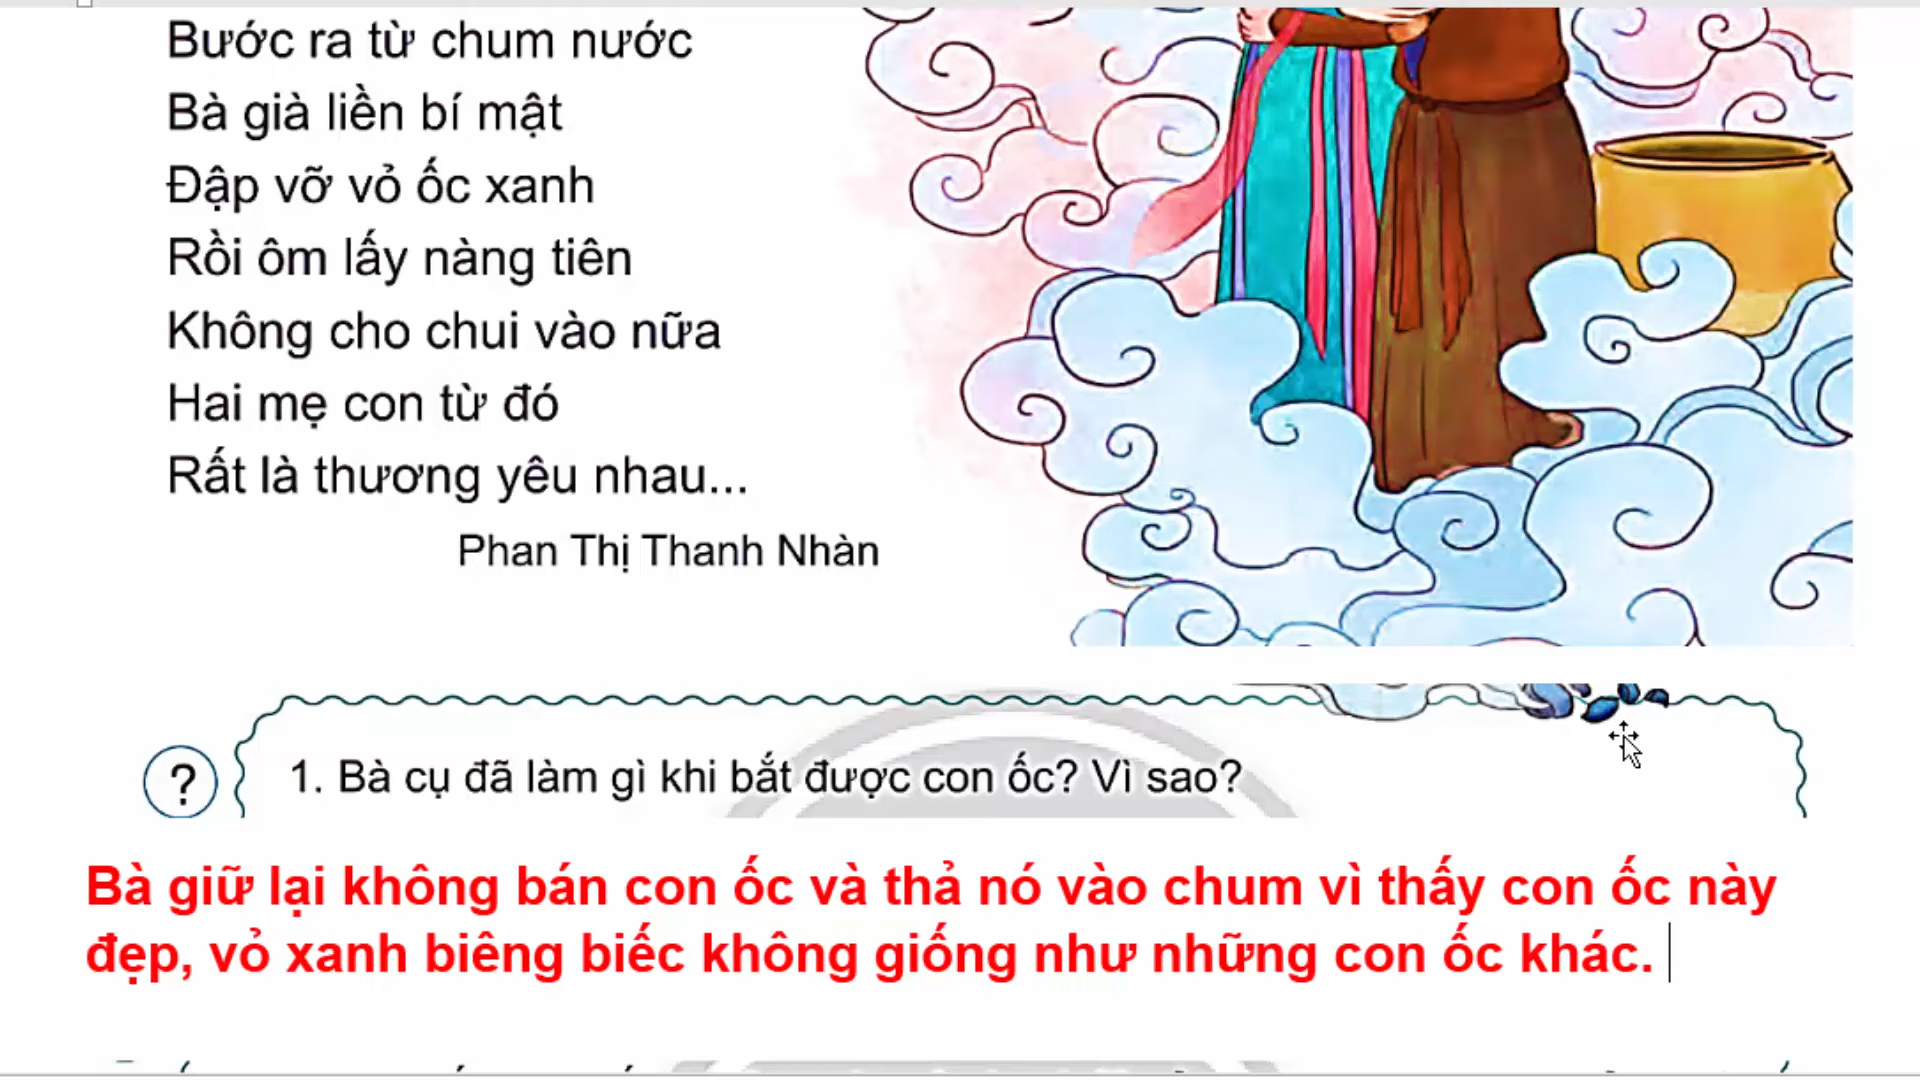 Bước ra từ chum nước
Bà già liền bí mật
Đập vỡ vỏ ốc xanh
Rồi ôm lấy nàng tiên
Không cho chui vào nữa
Hai mẹ con từ đó
Rất là thương yêu nhau...
Phan Thị Thanh Nhàn
? 1. Bà cụ đã làm gì khi bắt được con ốc? Vì sao?
Bà giữ lại không bán con ốc và thả nó vào chum vì thấy con ốc này
đẹp, vỏ xanh biêng biếc không giống như những con ốc khác.